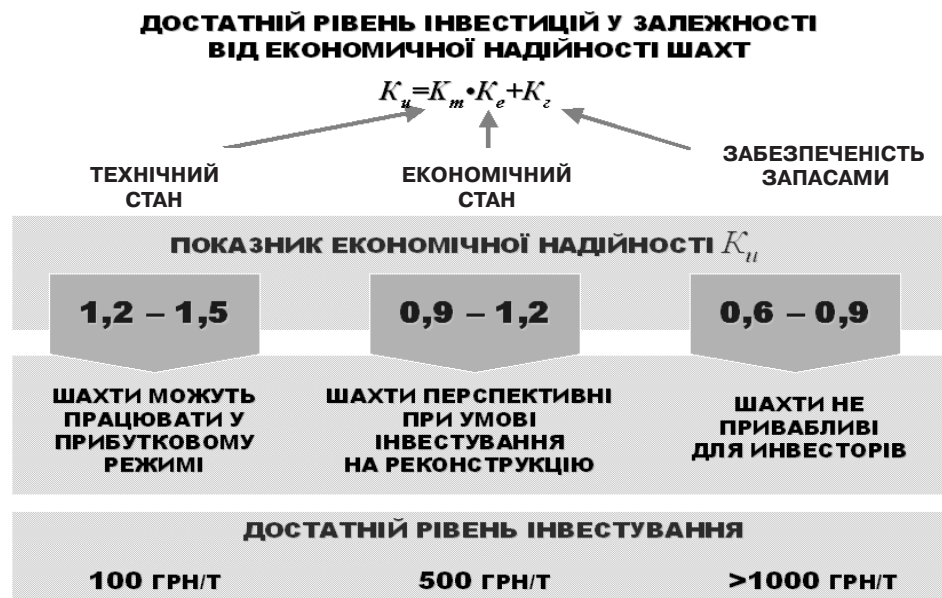 ДОСТАТНІЙ РІВЕНЬ ІНВЕСТИЦІЙ У ЗАЛЕЖНОСТІ
ВІД ЕКОНОМИЧНОЇ НАДІЙНОСТІ ШАХТ
Kи=Kт•Kе+Kг
ТЕХНІЧНИЙ
СТАН
ЕКОНОМІЧНИЙ
СТАН
ЗАБЕЗПЕЧЕНІСТЬ
ЗАПАСАМИ
ПОКАЗНИК ЕКОНОМІЧНОЇ НАДІЙНОСТІ Kи
1,2 – 1,5
0,9 – 1,2
0,6 – 0,9
ШАХТИ МОЖУТЬ
ПРАЦЮВАТИ У
ПРИБУТКОВОМУ
РЕЖИМІ
ШАХТИ ПЕРСПЕКТИВНІ
ПРИ УМОВІ
ІНВЕСТУВАННЯ
НА РЕКОНСТРУКЦІЮ
ШАХТИ НЕ
ПРИВАБЛИВІ
ДЛЯ ИНВЕСТОРІВ
ДОСТАТНІЙ РІВЕНЬ ІНВЕСТУВАННЯ
100 ГРН/Т
500 ГРН/Т
>1000 ГРН/Т